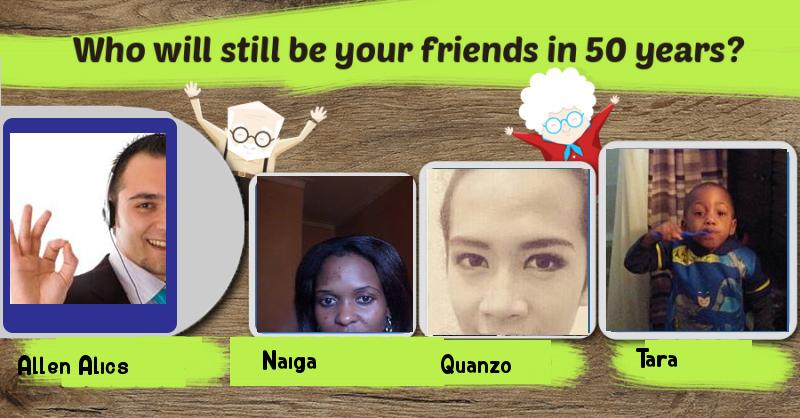 Who will still be your friends in 50 years?
Allen Alics
Naiga
Quanzo
Tara